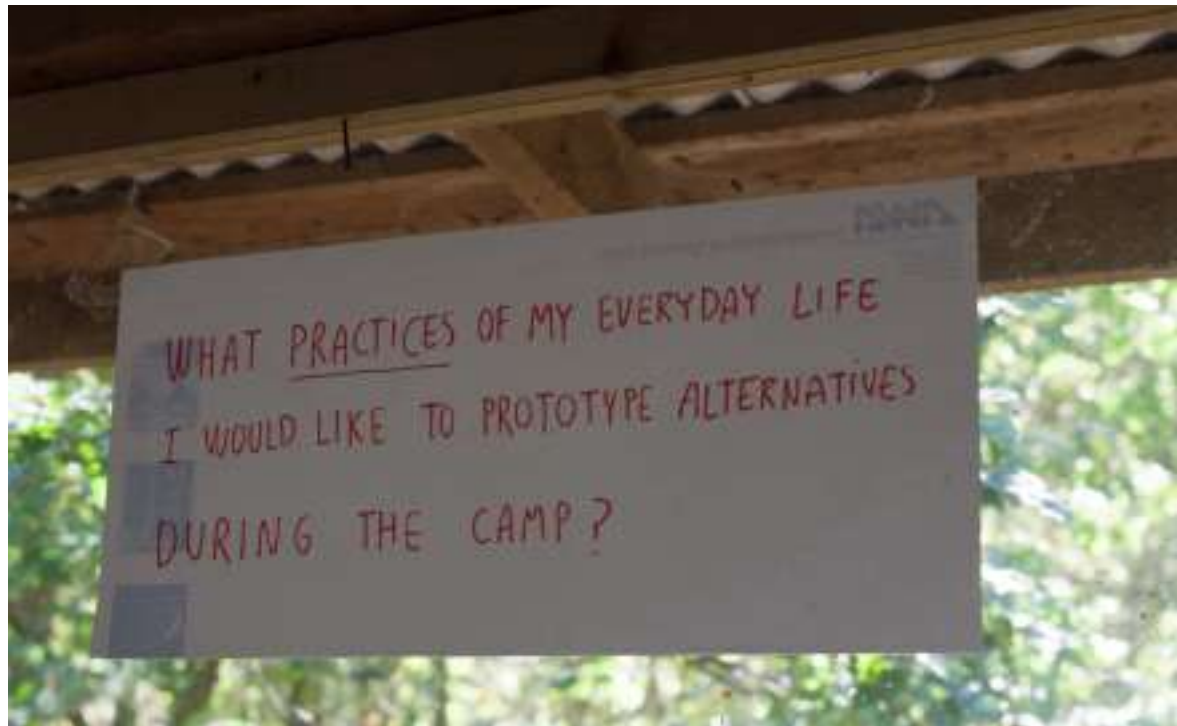 WHAT PRACTICES OF MY EVERYDAY LIFE
I WOULD LIKE TO PROTOTYPE ALTERNATIVES
DURING THE CAMP?